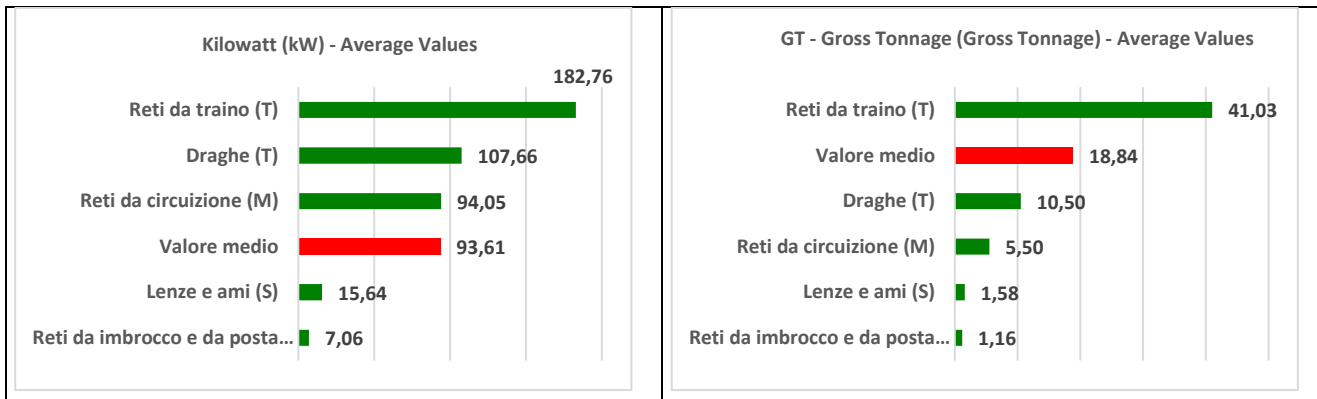 Kilowatt (kW) - Average Values
182,76
Reti da traino (T)
Draghe (T) 107,66
Reti da circuizione (M) 94,05
Valore medio 93,61
Lenze e ami (S) 15,64
Reti da imbrocco e da posta... 7,06
GT - Gross Tonnage (Gross Tonnage) - Average Values
Reti da traino (T) 41,03
Valore medio 18,84
Draghe (T) 10,50
Reti da circuizione (M) 5,50
Lenze e ami (S) 1,58
Reti da imbrocco e da posta... 1,16